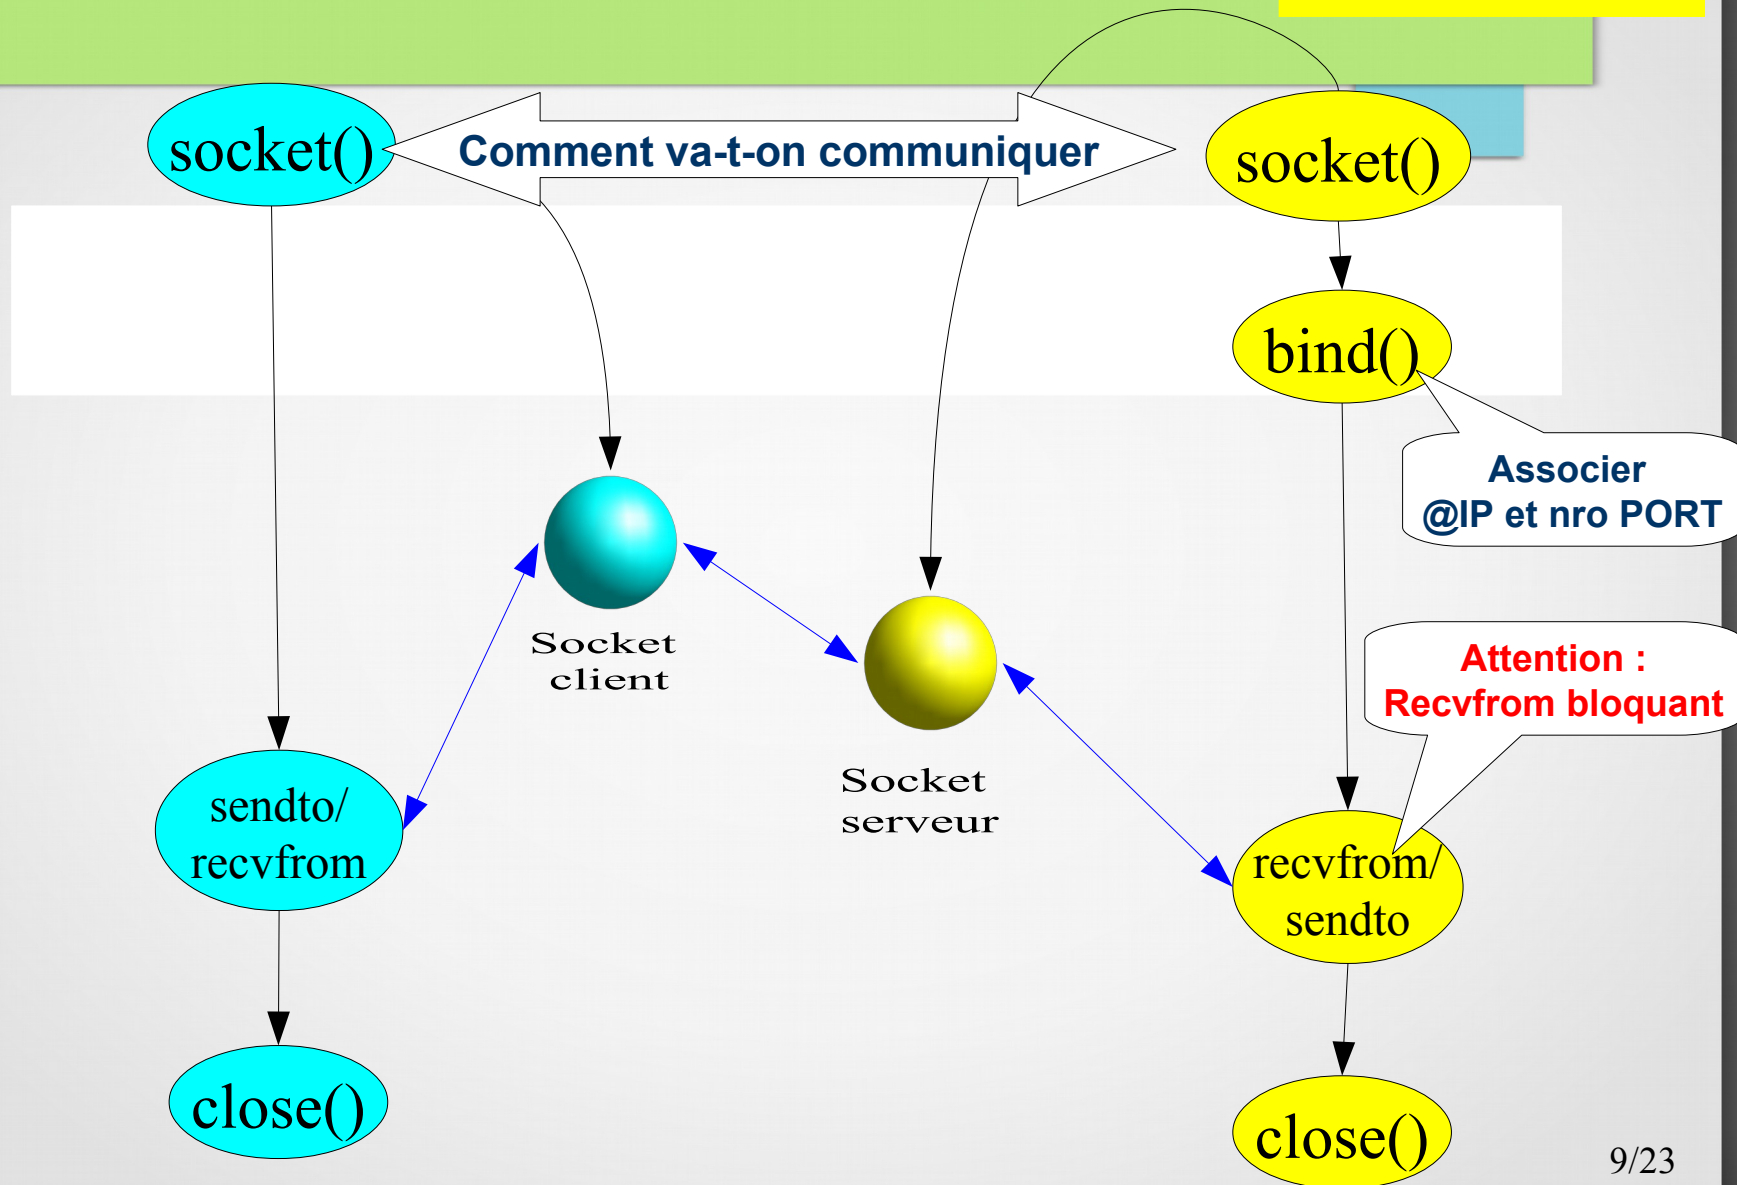 socket()
Comment va-t-on communiquer
socket()
bind()
Associer
@IP et nro PORT
Socket
client
Attention :
Recvfrom bloquant
Socket
serveur
sendto/
recvfrom
recvfrom/
sendto
close()
close()
9/23